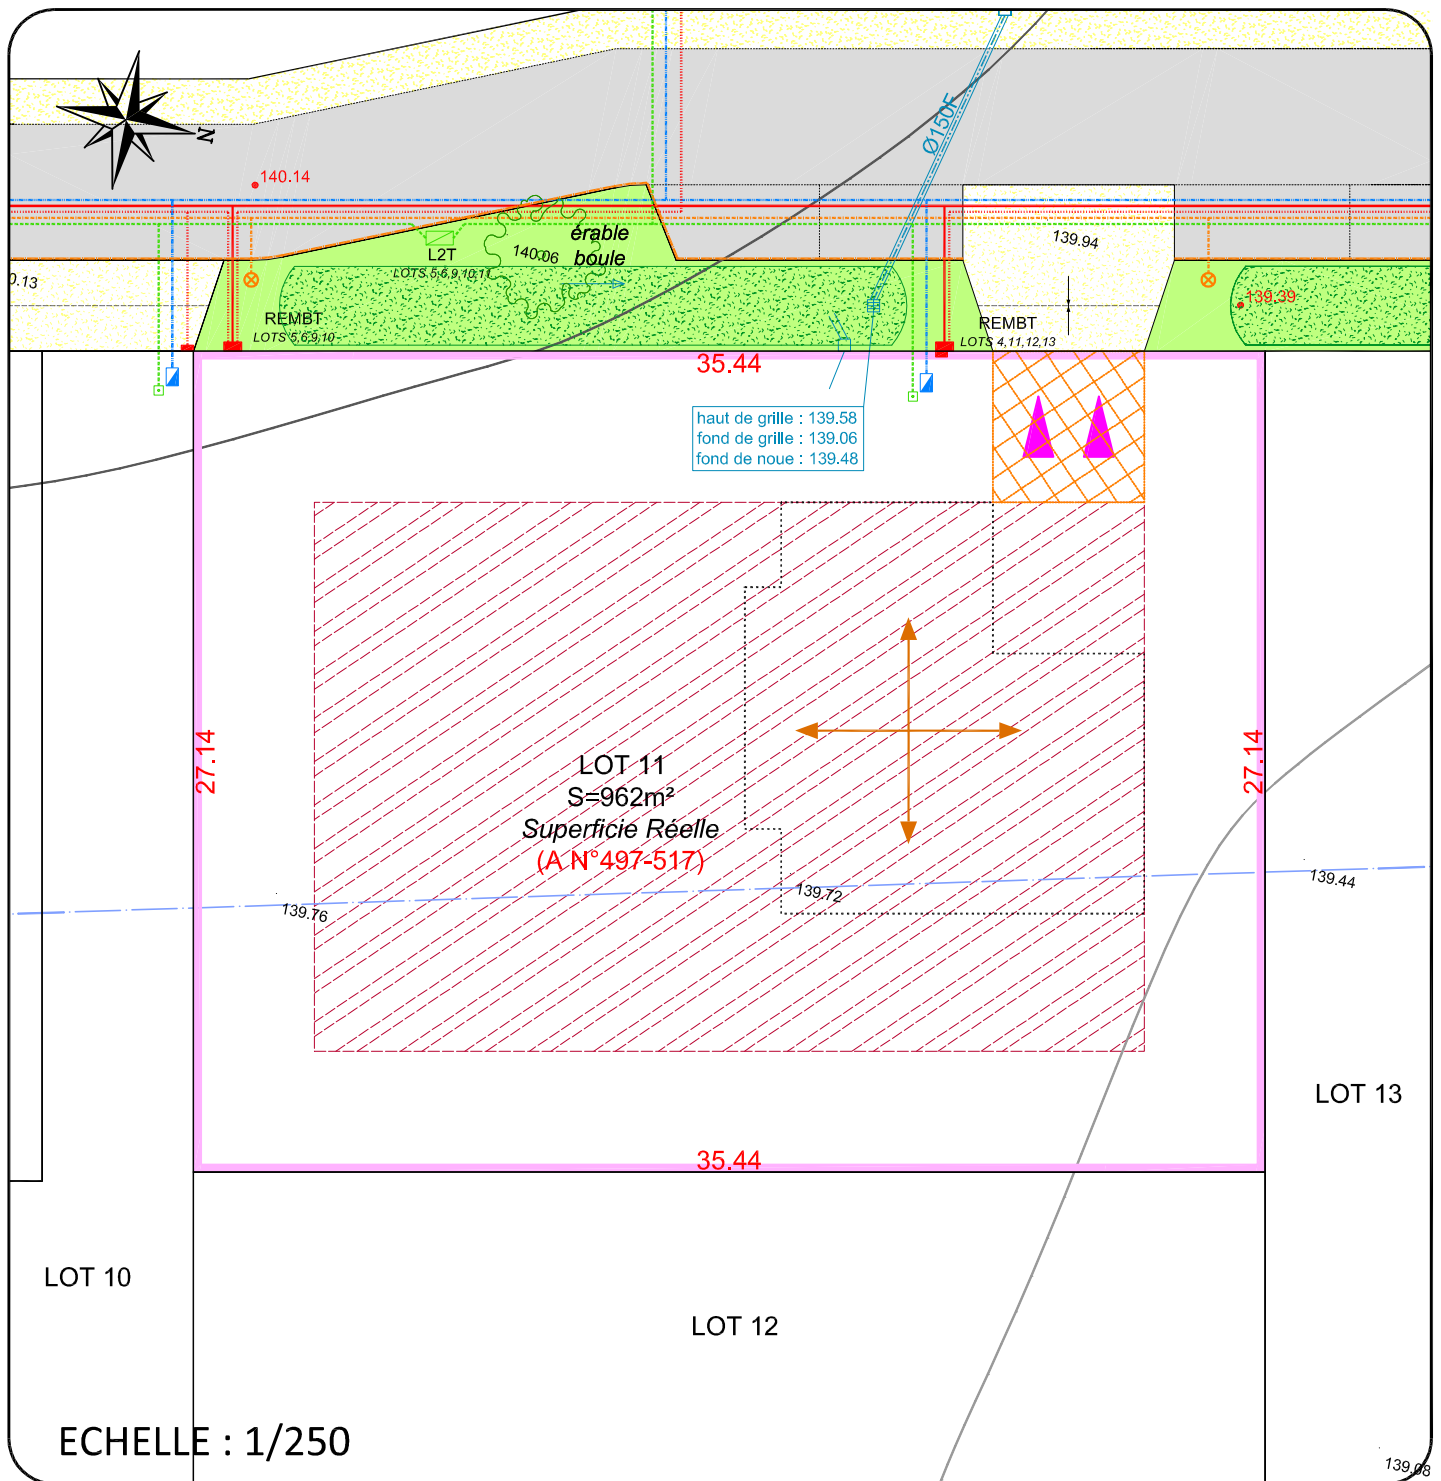 Ø150F
N
140.14
érable
boule
139.94
L2T
140.06
LOTS 5,6,9,10,11
0.13
139.39
REMBT
LOTS 5,6,9,10
REMBT
LOTS 4,11,12,13
35.44
haut de grille : 139.58
fond de grille : 139.06
fond de noue : 139.48
27.14
27.14
LOT 11
S=962m²
Superficie Réelle
(A N°497-517)
139.76
139.72
139.44
LOT 13
35.44
LOT 10
LOT 12
ECHELLE : 1/250
139.08